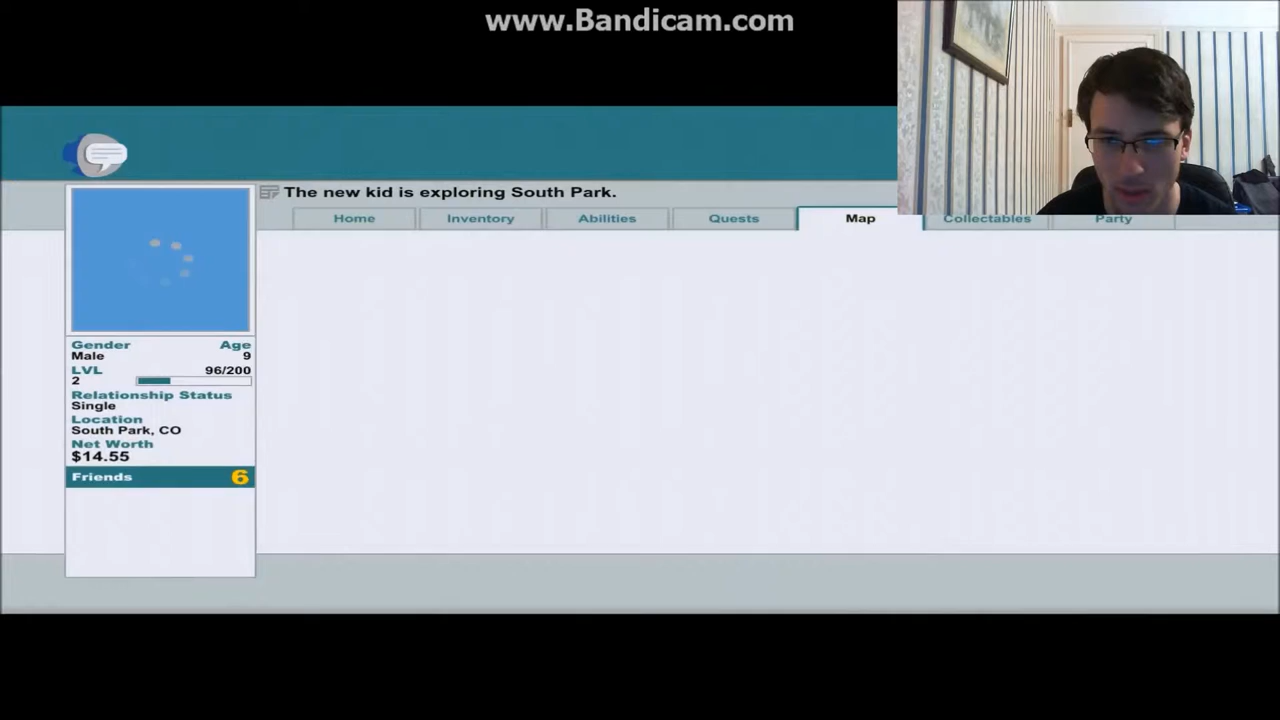 www.Bandicam.com
The new kid is exploring South Park.
Home Inventory Abilities Quests Map Collectables Party
Gender Age
Male 9
LVL 96/200
2
Relationship Status
Single
Location
South Park, CO
Net Worth
$14.55
Friends 6